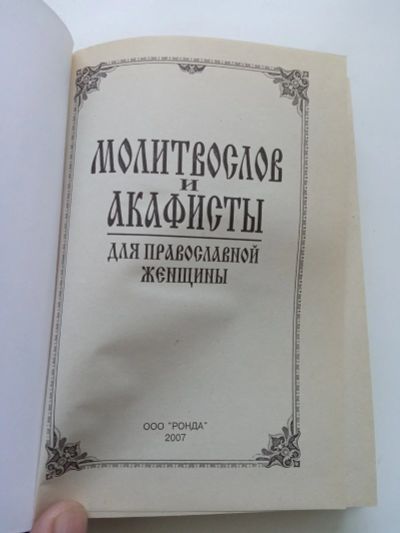 МОЛИТВОСЛОВ
И
АКАФИСТЫ
ДЛЯ ПРАВОСЛАВНОЙ
ЖЕНЩИНЫ
ООО "РОНДА"
2007